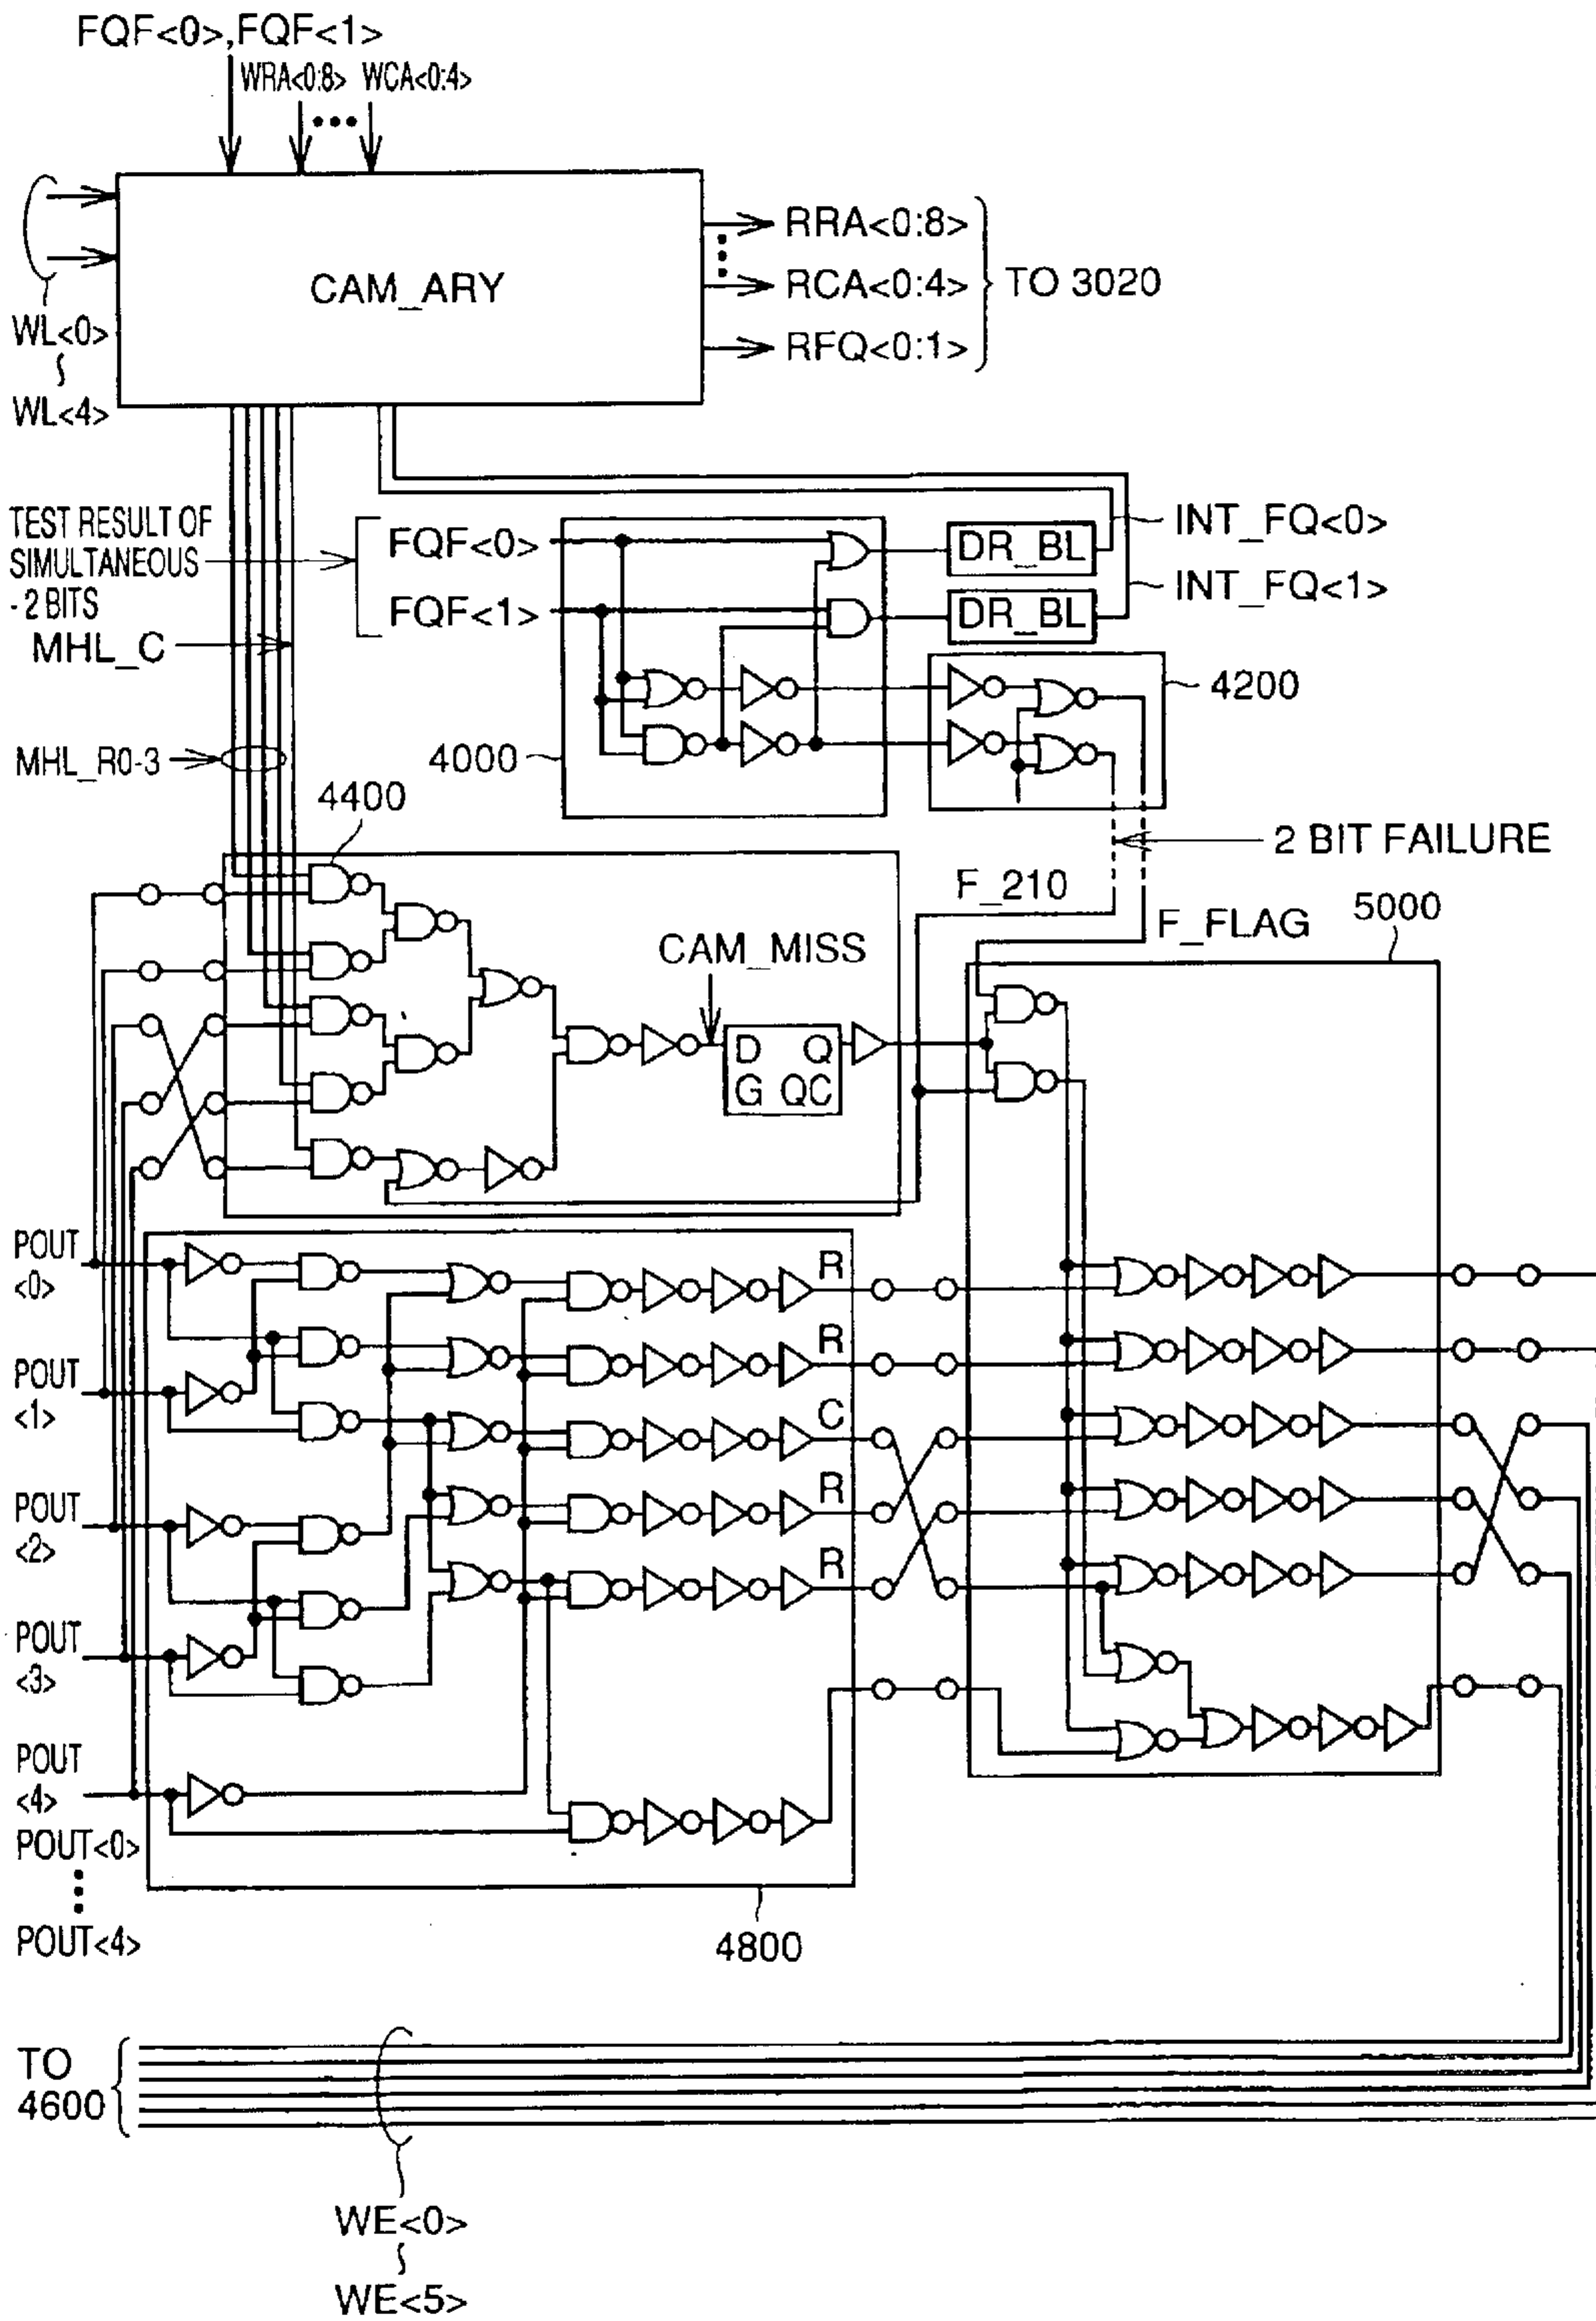 FQF<0>,FQF<1>
WRA<0:8> WCA<0:4>
RRA<0:8>
CAM_ARY
RCA<0:4>
TO 3020
WL<0>
RFQ<0:1>
WL<4>
TEST RESULT OF
SIMULTANEOUS
- 2 BITS
FQF<0>
DR_BL
INT_FQ<0>
FQF<1>
DR_BL
INT_FQ<1>
MHL_C
4200
MHL_R0-3
4000
4400
2 BIT FAILURE
F_210
F_FLAG
5000
CAM_MISS
D Q
G QC
POUT
<0>
R
POUT
<1>
R
C
POUT
<2>
R
R
POUT
<3>
POUT
<4>
POUT<0>
POUT<4>
4800
TO
4600
WE<0>
WE<5>